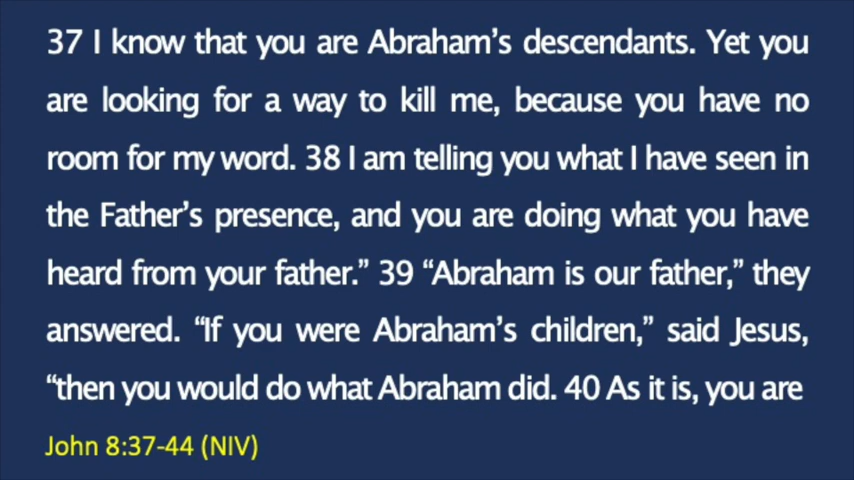 37 I know that you are Abraham’s descendants. Yet you
are looking for a way to kill me, because you have no
room for my word. 38 I am telling you what I have seen in
the Father’s presence, and you are doing what you have
heard from your father.” 39 “Abraham is our father,” they
answered. “If you were Abraham’s children,” said Jesus,
“then you would do what Abraham did. 40 As it is, you are
John 8:37-44 (NIV)